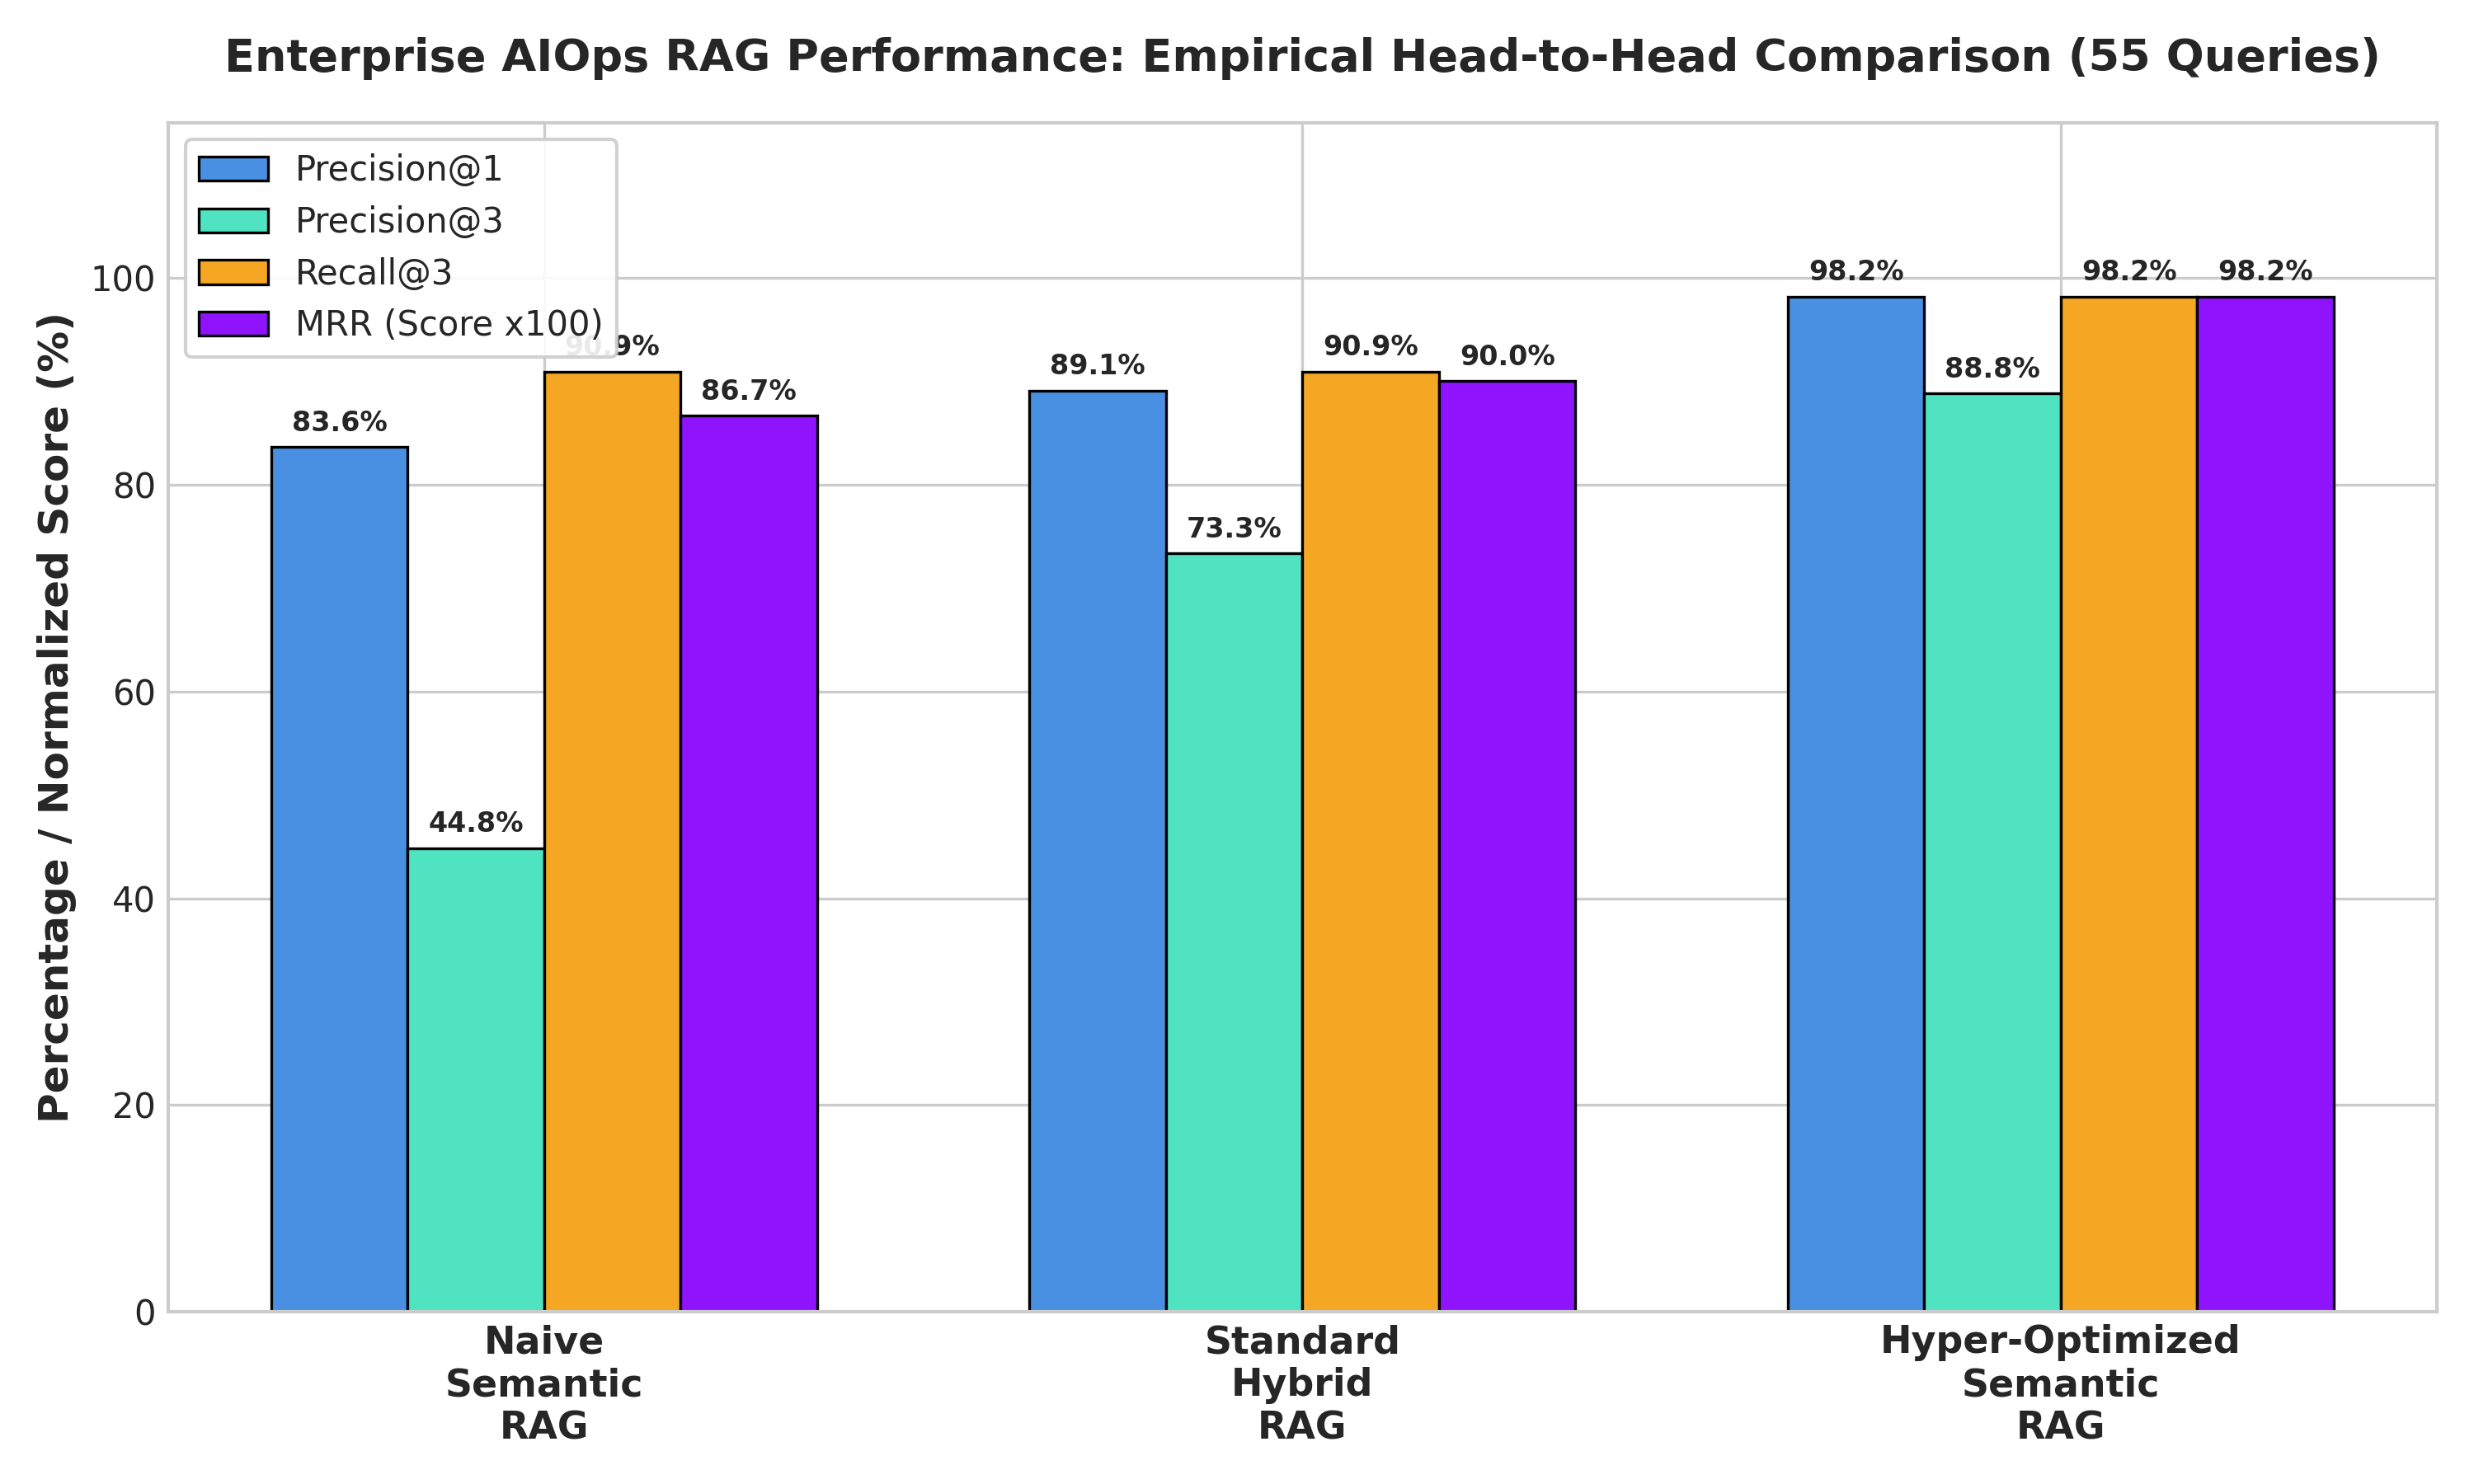 Enterprise AIOps RAG Performance: Empirical Head-to-Head Comparison (55 Queries)
Precision@1
Precision@3
Recall@3
MRR (Score x100)
Percentage / Normalized Score (%)
100
80
60
40
20
0
83.6%
44.8%
90.9%
86.7%
89.1%
73.3%
90.9%
90.0%
98.2%
88.8%
98.2%
98.2%
Naive
Semantic
RAG
Standard
Hybrid
RAG
Hyper-Optimized
Semantic
RAG